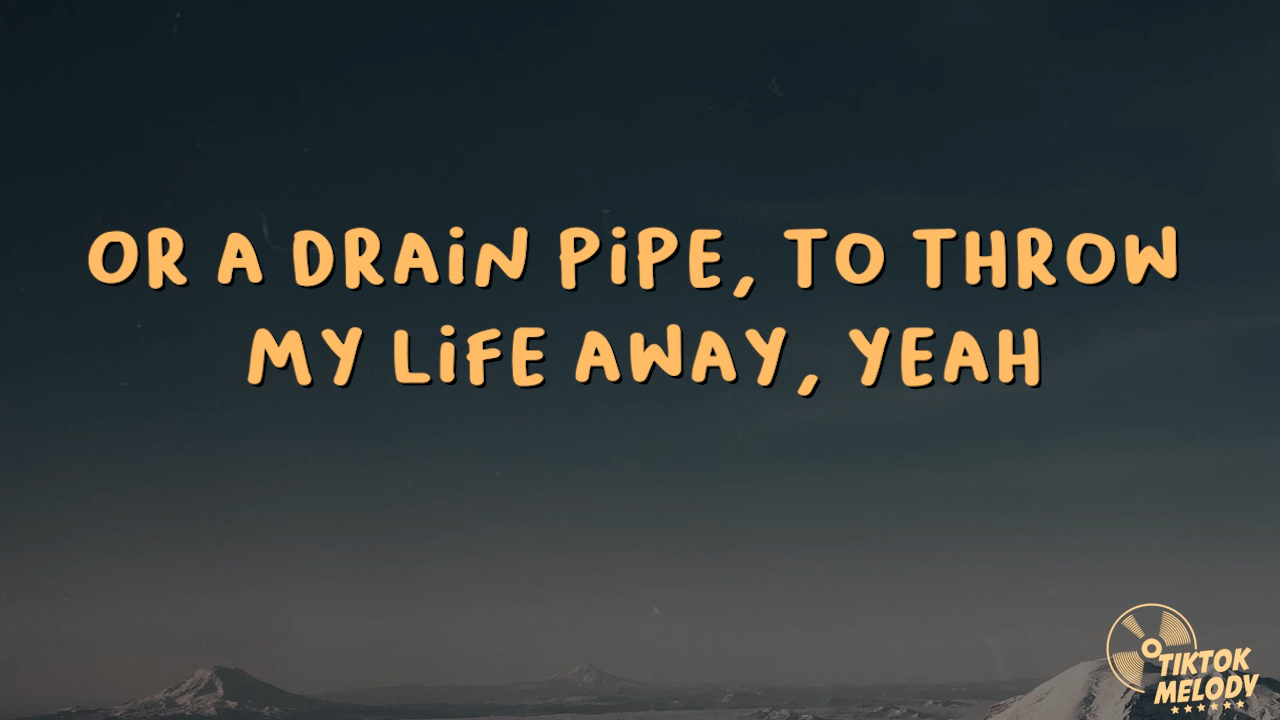 OR A DRAiN PiPE, TO THROW
MY LiFE AWAY, YEAH
TIKTOK
MELODY